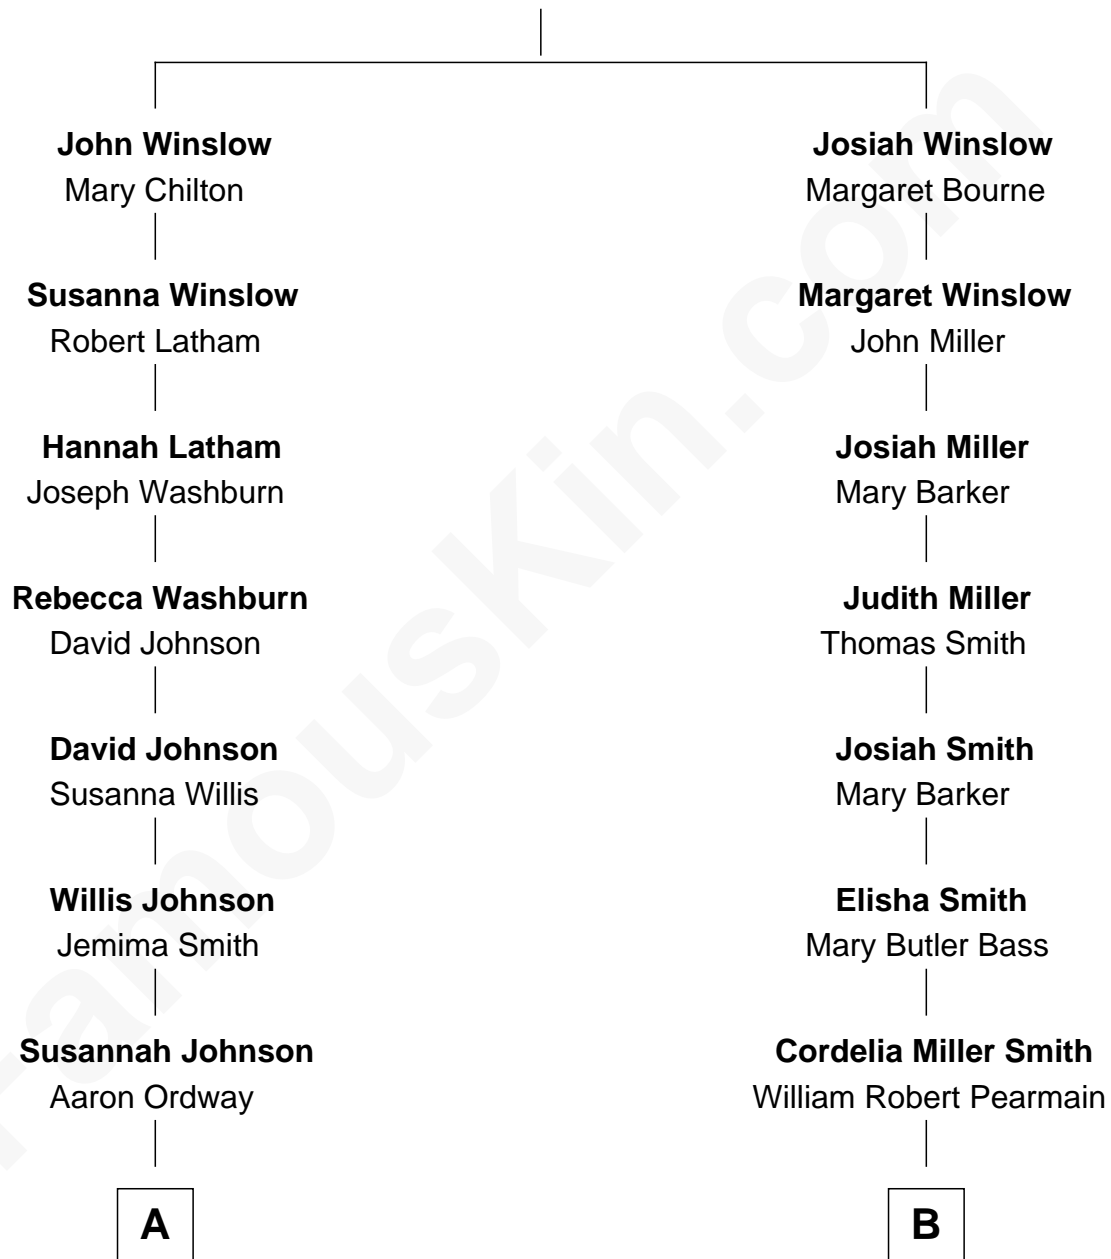 John Winslow
Mary Chilton
Susanna Winslow
Robert Latham
Hannah Latham
Joseph Washburn
Rebecca Washburn
David Johnson
David Johnson
Susanna Willis
Willis Johnson
Jemima Smith
Susannah Johnson
Aaron Ordway
A
Josiah Winslow
Margaret Bourne
Margaret Winslow
John Miller
Josiah Miller
Mary Barker
Judith Miller
Thomas Smith
Josiah Smith
Mary Barker
Elisha Smith
Mary Butler Bass
Cordelia Miller Smith
William Robert Pearmain
B
FamousKin.com